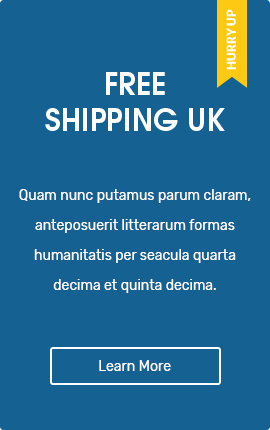 HURRY UP
FREE
SHIPPING UK
Quam nunc putamus parum claram,
anteposuerit litterarum formas
humanitatis per seacula quarta
decima et quinta decima.
Learn More